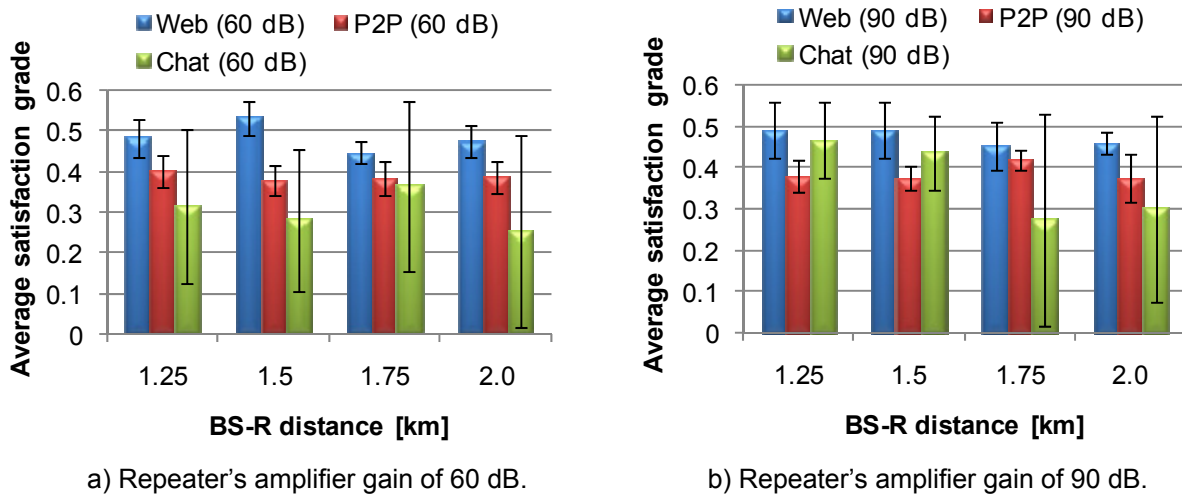 Web (60 dB) P2P (60 dB)
Chat (60 dB)
Average satisfaction grade
0.6
0.5
0.4
0.3
0.2
0.1
0
1.25 1.5 1.75 2.0
BS-R distance [km]
a) Repeater's amplifier gain of 60 dB.
Web (90 dB) P2P (90 dB)
Chat (90 dB)
Average satisfaction grade
0.6
0.5
0.4
0.3
0.2
0.1
0
1.25 1.5 1.75 2.0
BS-R distance [km]
b) Repeater's amplifier gain of 90 dB.